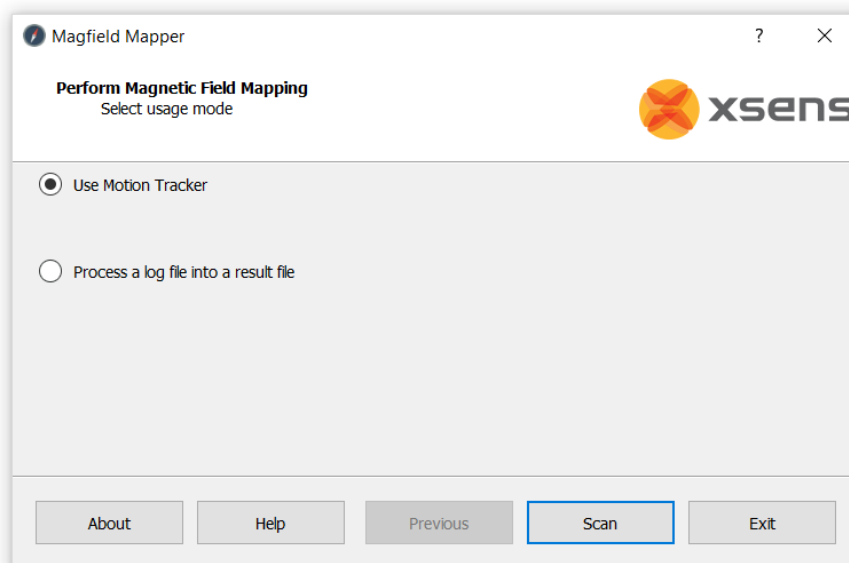 Magfield Mapper
?
Perform Magnetic Field Mapping
Select usage mode
xsens
Use Motion Tracker
Process a log file into a result file
About Help Previous Scan Exit